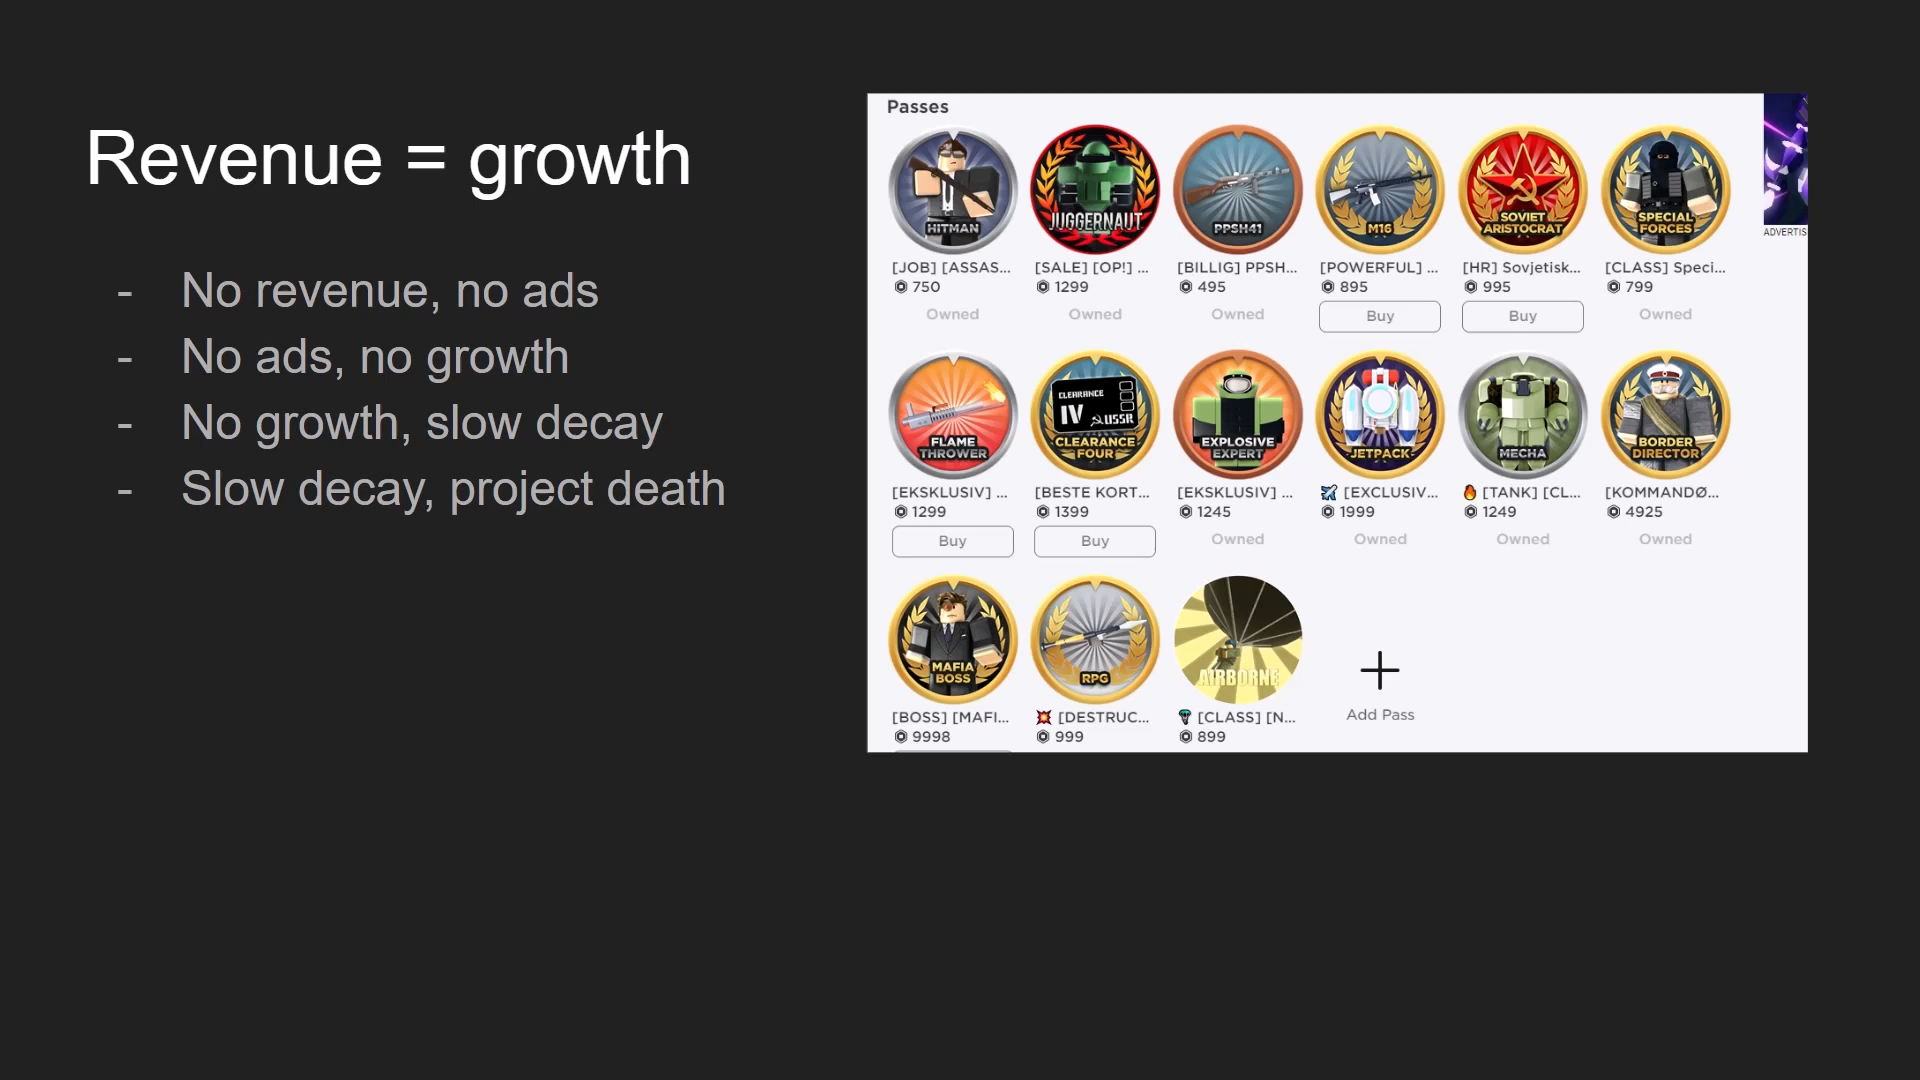 Revenue = growth
- No revenue, no ads
- No ads, no growth
- No growth, slow decay
- Slow decay, project death
Passes
HITMAN
JUGGERNAUT
PPSH41
M16
SOVIET
ARISTOCRAT
SPECIAL
FORCES
ADVERTIS
[JOB] [ASSAS...
[SALE] [OP!] ...
[BILLIG] PPSH...
[POWERFUL] ...
[HR] Sovjetisk...
[CLASS] Speci...
750
1299
495
895
995
799
Owned
Owned
Owned
Buy
Buy
Owned
FLAME
THROWER
CLEARANCE
IV USSR
CLEARANCE
FOUR
EXPLOSIVE
EXPERT
JETPACK
MECHA
BORDER
DIRECTOR
[EKSKLUSIV] ...
[BESTE KORT...
[EKSKLUSIV] ...
✈️ [EXCLUSIV...
🔥 [TANK] [CL...
[KOMMANDØ...
1299
1399
1245
1999
1249
4925
Buy
Buy
Owned
Owned
Owned
Owned
MAFIA
BOSS
RPG
AIRBORNE
[BOSS] [MAFI...
💥 [DESTRUC...
[CLASS] [N...
Add Pass
9998
999
899